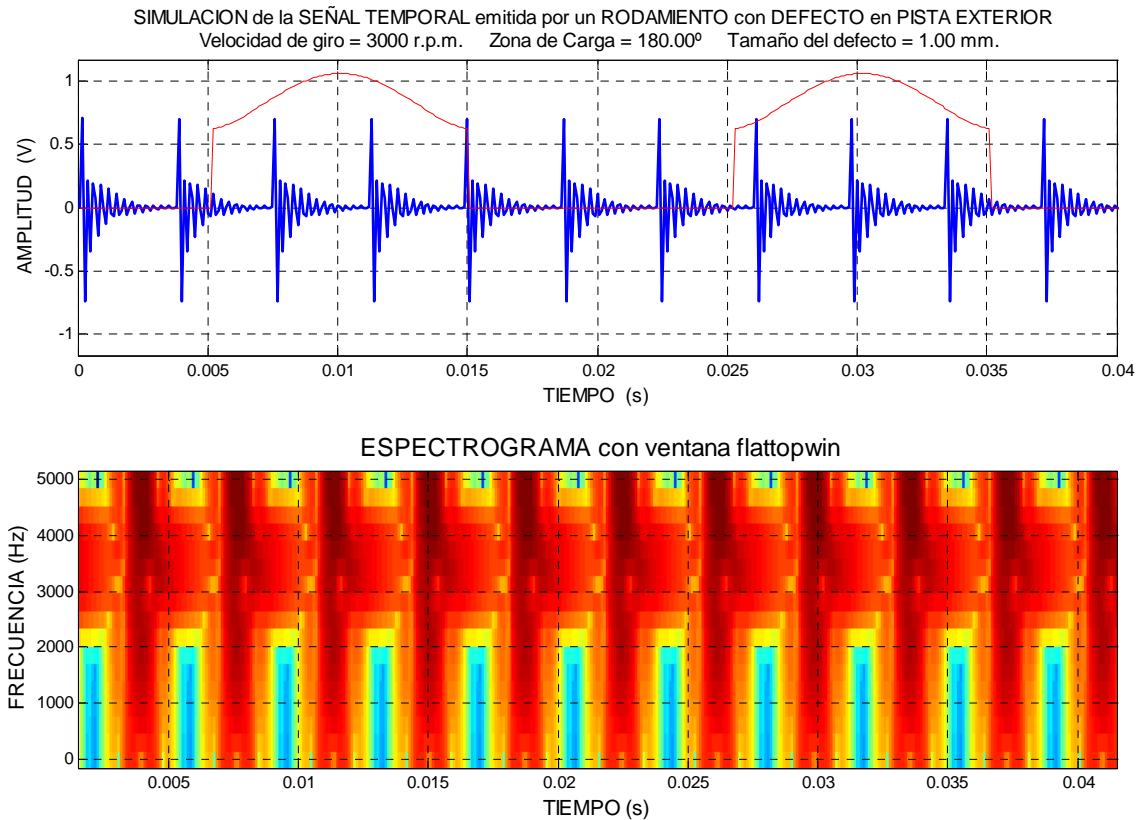 SIMULACION de la SEÑAL TEMPORAL emitida por un RODAMIENTO con DEFECTO en PISTA EXTERIOR
Velocidad de giro = 3000 r.p.m. Zona de Carga = 180.00º Tamaño del defecto = 1.00 mm.
AMPLITUD (V)
1
0.5
0
-0.5
-1
0 0.005 0.01 0.015 0.02 0.025 0.03 0.035 0.04
TIEMPO (s)
ESPECTROGRAMA con ventana flattopwin
FRECUENCIA (Hz)
5000
4000
3000
2000
1000
0
0.005 0.01 0.015 0.02 0.025 0.03 0.035 0.04
TIEMPO (s)